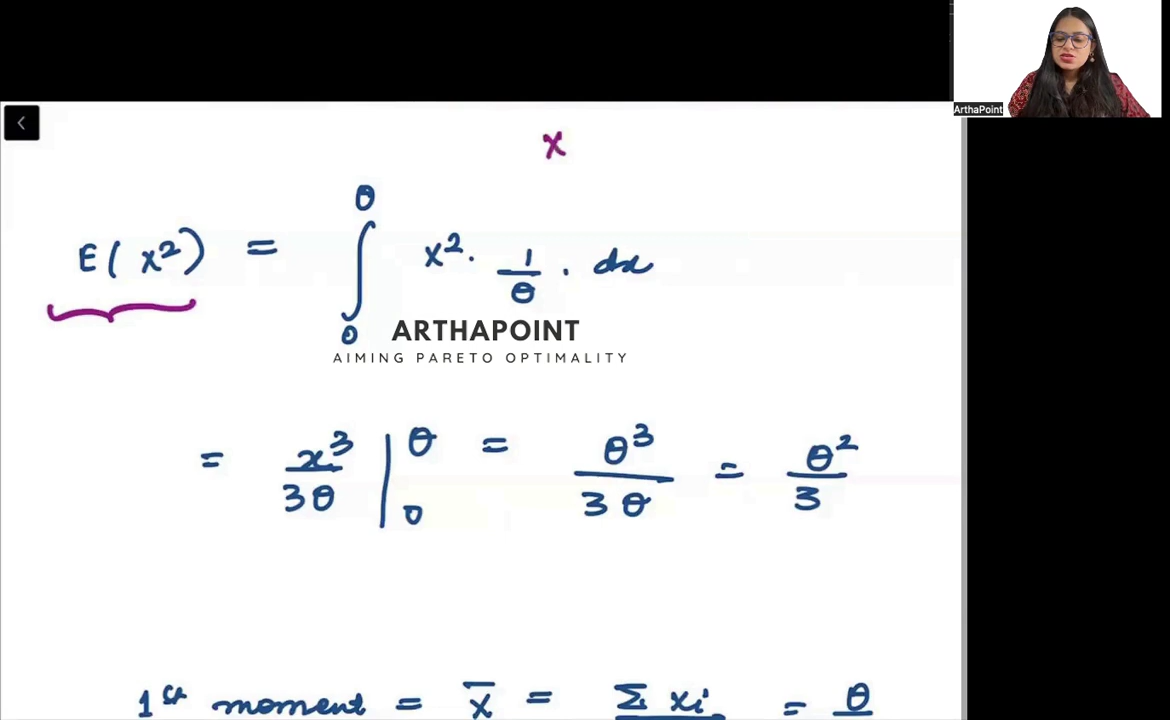 ArthaPoint
x
E( x²) = ∫₀^θ x² · 1/θ · dx
ARTHAPOINT
AIMING PARETO OPTIMALITY
= x³/3θ |₀^θ = θ³/3θ = θ²/3
1st moment = x̄ = Σ xi = θ